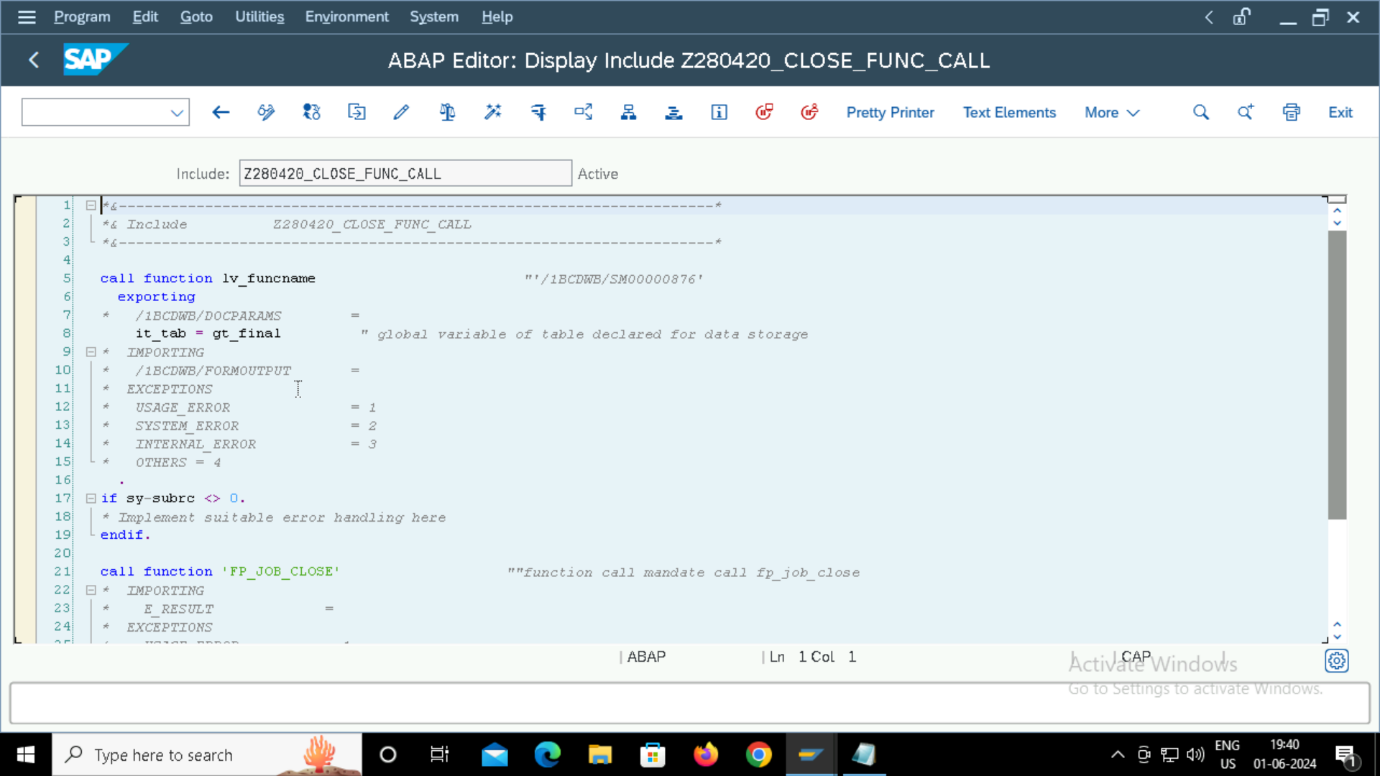 Program Edit Goto Utilities Environment System Help
SAP ABAP Editor: Display Include Z280420_CLOSE_FUNC_CALL
Pretty Printer Text Elements More Exit
Include: Z280420_CLOSE_FUNC_CALL Active
1 *&---------------------------------------------------------------------*
2 *& Include Z280420_CLOSE_FUNC_CALL
3 *&---------------------------------------------------------------------*
4
5 call function lv_funcname "'/1BCDWB/SM00000876'
6 exporting
7 * /1BCDWB/DOCPARAMS =
8 it_tab = gt_final " global variable of table declared for data storage
9 * IMPORTING
10 * /1BCDWB/FORMOUTPUT =
11 * EXCEPTIONS
12 * USAGE_ERROR = 1
13 * SYSTEM_ERROR = 2
14 * INTERNAL_ERROR = 3
15 * OTHERS = 4
16 .
17 if sy-subrc <> 0.
18 * Implement suitable error handling here
19 endif.
20
21 call function 'FP_JOB_CLOSE' ""function call mandate call fp_job_close
22 * IMPORTING
23 * E_RESULT =
24 * EXCEPTIONS
ABAP Ln 1 Col 1 CAP
Activate Windows
Go to Settings to activate Windows.
Type here to search
ENG
US
19:40
01-06-2024
1